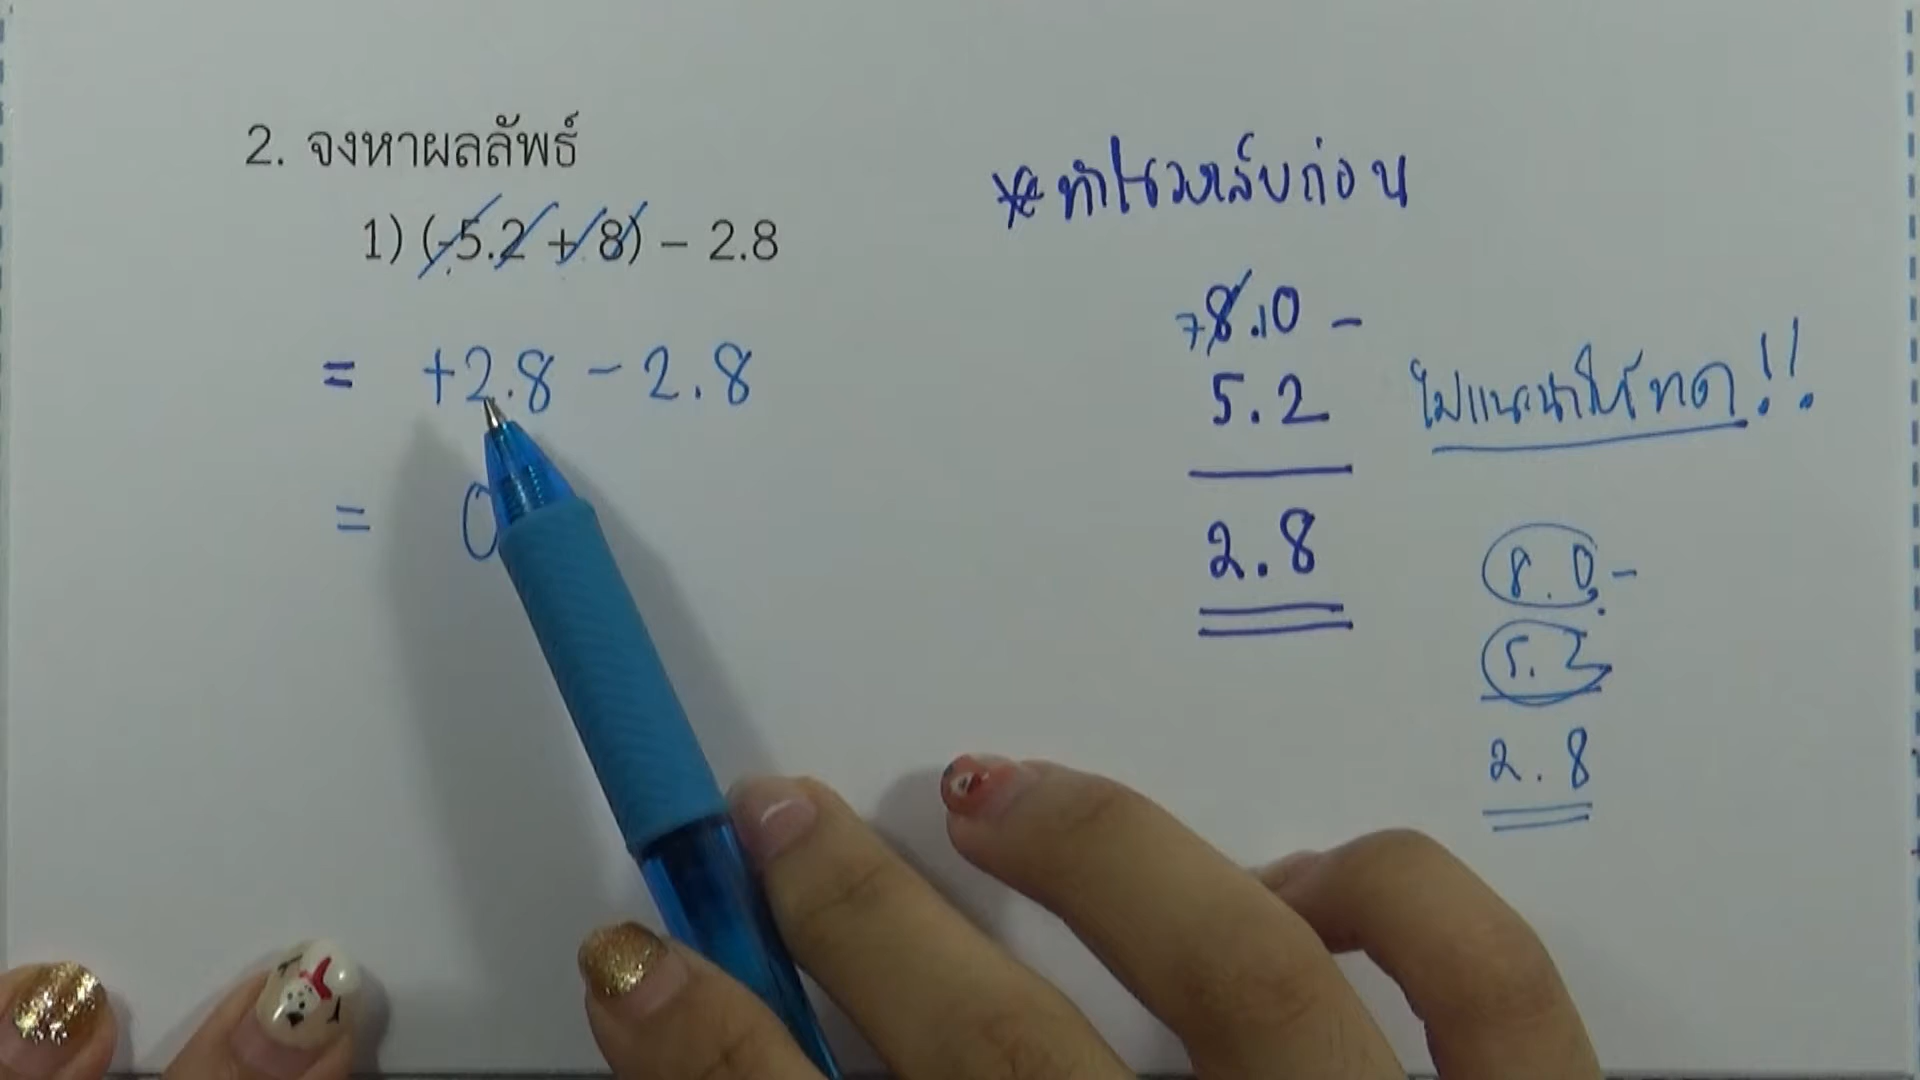 2. จงหาผลลัพธ์
1) (-5.2 + 8) – 2.8
= +2.8 - 2.8
= 0
* ทำในวงเล็บก่อน
7 8.10 -
5.2
2.8
ไม่แนะนำให้ทด!!
8.0 -
5.2
2.8